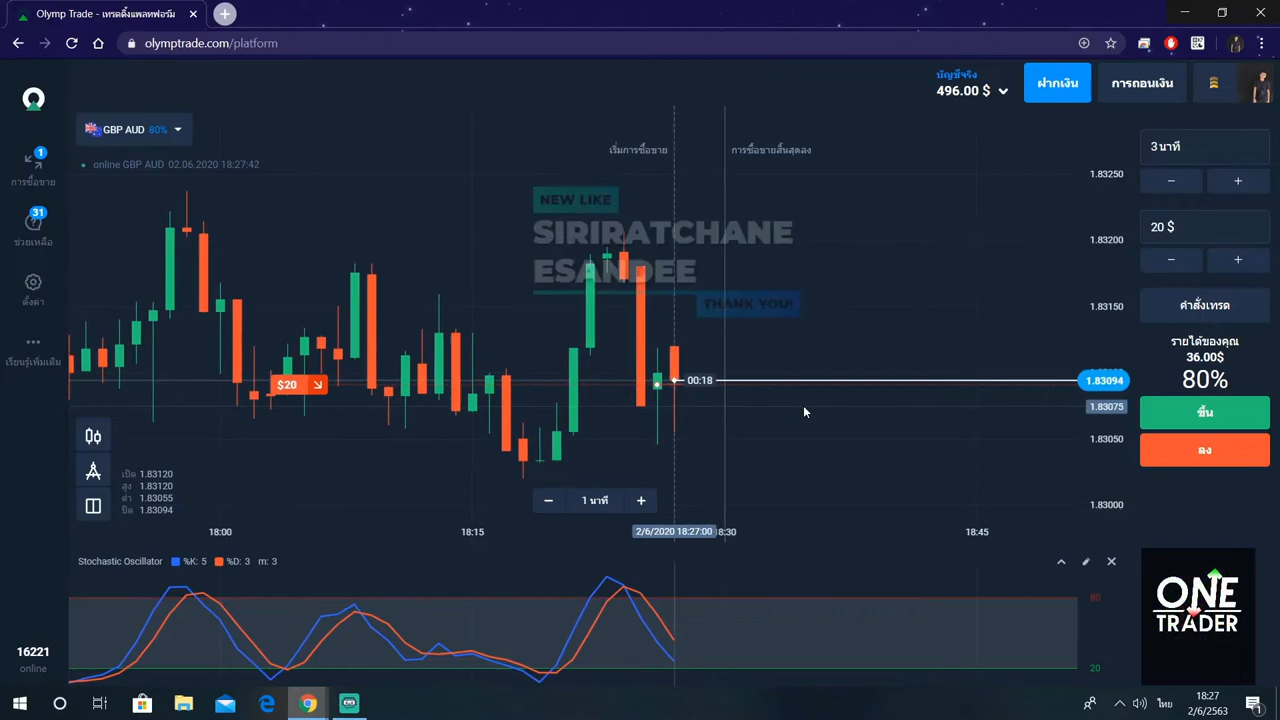 Olymp Trade - เทรดดิ้งแพลทฟอร์ม
olymptrade.com/platform
บัญชีจริง
496.00 $
ฝากเงิน
การถอนเงิน
GBP AUD 80%
online GBP AUD 02.06.2020 18:27:42
1
การซื้อขาย
31
ช่วยเหลือ
ตั้งค่า
เรียนรู้เพิ่มเติม
16221
online
เริ่มการซื้อขาย
การซื้อขายสิ้นสุดลง
NEW LIKE
SIRIRATCHANE
ESANDEE
THANK YOU!
$20
00:18
1.83250
1.83200
1.83150
1.83094
1.83075
1.83050
1.83000
3 นาที
− +
20 $
− +
คำสั่งเทรด
รายได้ของคุณ
36.00$
80%
ขึ้น
ลง
เปิด 1.83120
สูง 1.83120
ต่ำ 1.83055
ปิด 1.83094
− 1 นาที +
18:00
18:15
2/6/2020 18:27:00
18:30
18:45
Stochastic Oscillator %K: 5 %D: 3 m: 3
80
20
ONE
TRADER
ไทย
18:27
2/6/2563
1